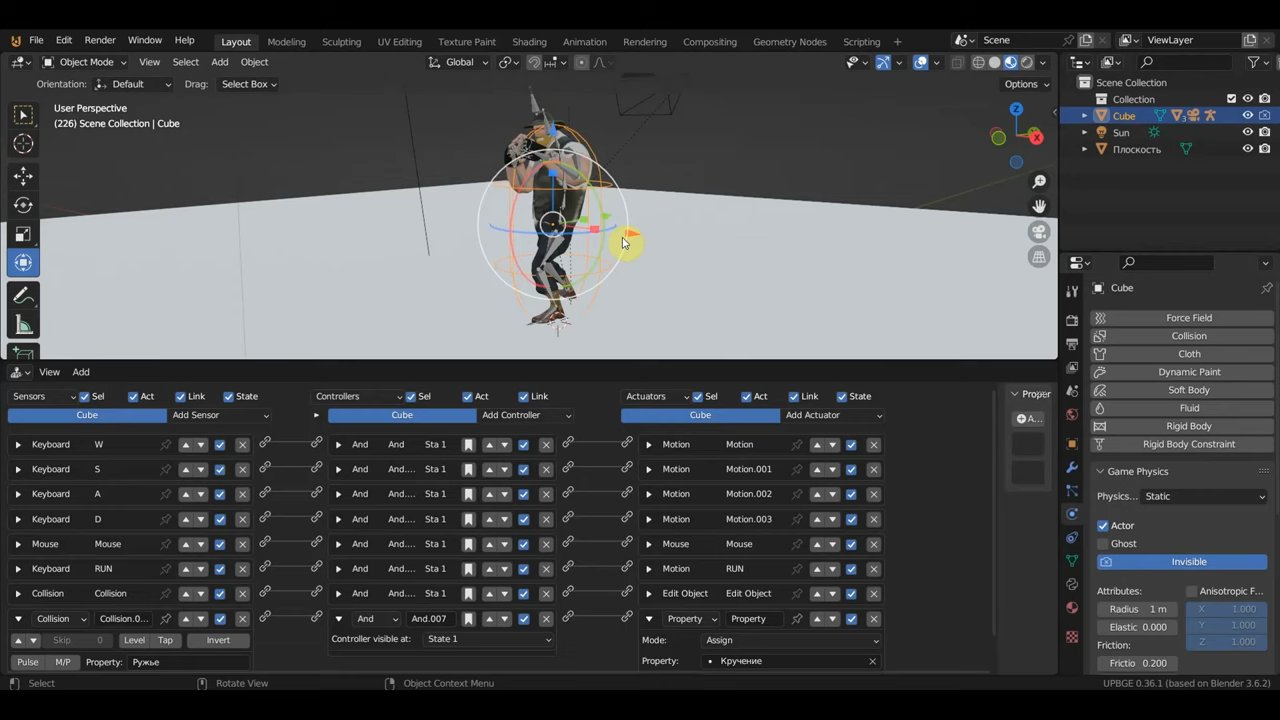 File Edit Render Window Help Layout Modeling Sculpting UV Editing Texture Paint Shading Animation Rendering Compositing Geometry Nodes Scripting + Scene ViewLayer
Object Mode View Select Add Object Global
Orientation: Default Drag: Select Box Options
User Perspective
(226) Scene Collection | Cube
Z
X
Scene Collection
Collection
Cube 3
Sun
Плоскость
Cube
Force Field
Collision
Cloth
Dynamic Paint
Soft Body
Fluid
Rigid Body
Rigid Body Constraint
Game Physics
Physics... Static
Actor
Ghost
Invisible
Attributes: Anisotropic F...
Radius 1 m X 1.000
Elastic 0.000 Y 1.000
Friction: Z 1.000
Frictio 0.200
View Add
Sensors Sel Act Link State Controllers Sel Act Link Actuators Sel Act Link State Proper
Cube Add Sensor Cube Add Controller Cube Add Actuator A...
Keyboard W And And Sta 1 Motion Motion
Keyboard S And And.... Sta 1 Motion Motion.001
Keyboard A And And.... Sta 1 Motion Motion.002
Keyboard D And And.... Sta 1 Motion Motion.003
Mouse Mouse And And.... Sta 1 Mouse Mouse
Keyboard RUN And And.... Sta 1 Motion RUN
Collision Collision And And.... Sta 1 Edit Object Edit Object
Collision Collision.0... And And.007 Property Property
Skip 0 Level Tap Invert Controller visible at: State 1 Mode: Assign
Pulse M/P Property: Ружье Property: Кручение
Select Rotate View Object Context Menu UPBGE 0.36.1 (based on Blender 3.6.2)